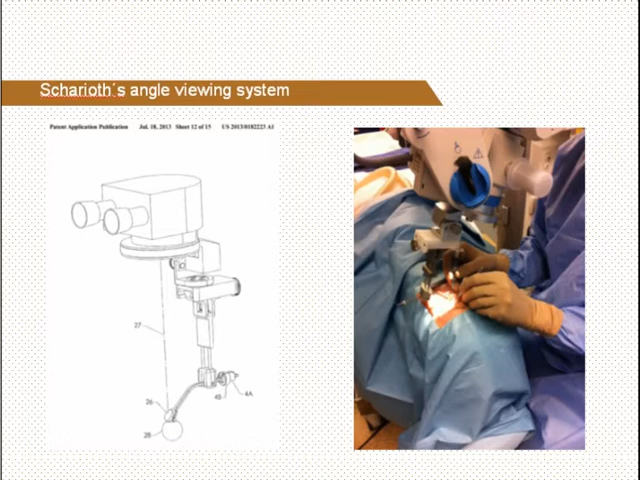 Scharioth´s angle viewing system
Patent Application Publication Jul. 18, 2013 Sheet 12 of 15 US 2013/0182223 A1
27
26
4B 4A
28